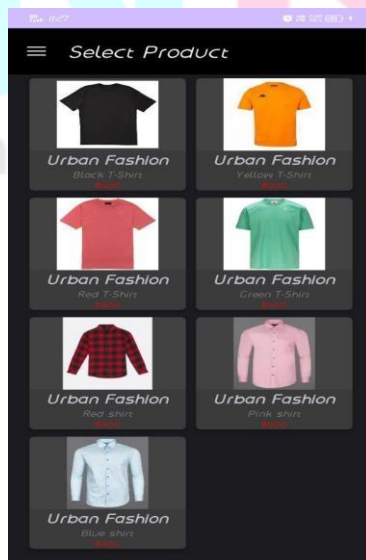 Select Product
Urban Fashion
Black T-Shirt
Urban Fashion
Yellow T-Shirt
Urban Fashion
Red T-Shirt
Urban Fashion
Green T-Shirt
Urban Fashion
Red shirt
Urban Fashion
Pink shirt
Urban Fashion
Blue shirt